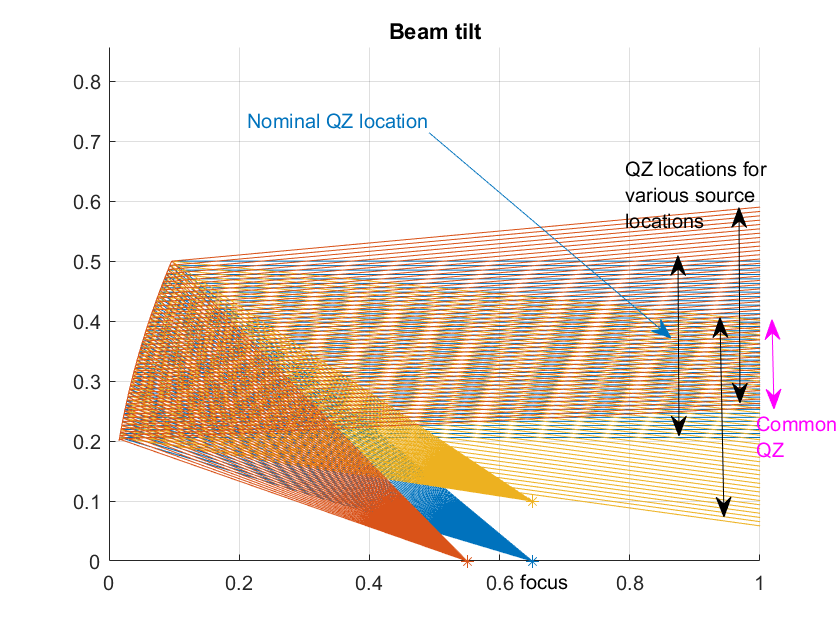 Beam tilt
0.8
Nominal QZ location
0.7
QZ locations for
various source
locations
0.6
0.5
0.4
0.3
Common
QZ
0.2
0.1
0
0 0.2 0.4 0.6 focus 0.8 1